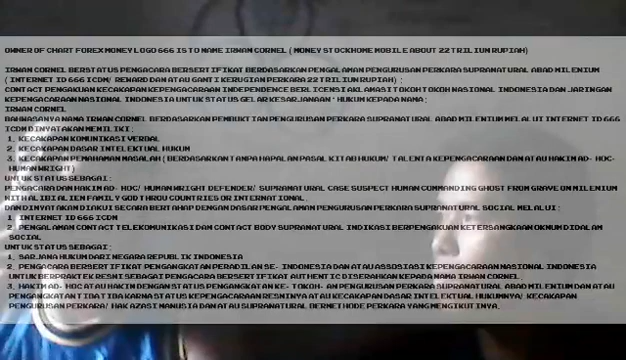 OWNER OF CHART FOREX MONEY LOGO 666 IS TO NAME IRWAN CORNEL ( MONEY STOCKHOME MOBILE ABOUT 22 TRILIUN RUPIAH)
IRWAN CORNEL BERSTATUS PENGACARA BERSERTIFIKAT BERDASARKAN PENGALAMAN PENGURUSAN PERKARA SUPRANATURAL ABAD MILENIUM
( INTERNET ID 666 ICDM/ REWARD DAN ATAU GANTI KERUGIAN PERKARA 22 TRILIUN RUPIAH) ;
CONTACT PENGAKUAN KECAKAPAN KEPENGACARAAN INDEPENDENCE BERLICENSI AKLAMASI TOKOH TOKOH NASIONAL INDONESIA DAN JARINGAN
KEPENGACARAAN NASIONAL INDONESIA UNTUK STATUS GELAR KESARJANAAN " HUKUM KEPADA NAMA ;
IRWAN CORNEL
BAHWASANYA NAMA IRWAN CORNEL BERDASARKAN PEMBUKTIAN PENGURUSAN PERKARA SUPRANATURAL ABAD MILENIUM MELALUI INTERNET ID 666
ICDM DINYATAKAN MEMILIKI ;
1. KECAKAPAN KOMUNIKASI VERBAL
2. KECAKAPAN DASAR INTELEKTUAL HUKUM
3. KECAKAPAN PEMAHAMAN MASALAH ( BERDASARKAN TANPA HAPALAN PASAL KITAB HUKUM/ TALENTA KEPENGACARAAN DAN ATAU HAKIM AD- HOC-
HUMAN WRIGHT)
UNTUK STATUS SEBAGAI ;
PENGACARA DAN HAKIM AD- HOC/ HUMAN WRIGHT DEFENDER/ SUPRANATURAL CASE SUSPECT HUMAN COMMANDING GHOST FROM GRAVE ON MILENIUM
WITH ALIBI ALIEN FAMILY GOD THROU COUNTRIES OR INTERNATIONAL
DAN DINYATAKAN DIAKUI SECARA BERTAHAP DENGAN DASAR PENGALAMAN PENGURUSAN PERKARA SUPRANATURAL SOCIAL MELALUI ;
1. INTERNET ID 666 ICDM
2. PENGALAMAN CONTACT TELEKOMUNIKASI DAN CONTACT BODY SUPRANATURAL INDIKASI BERPENGAKUAN KETERSANGKAAN OKNUM DIDALAM
SOCIAL
UNTUK STATUS SEBAGAI ;
1. SARJANA HUKUM DARI NEGARA REPUBLIK INDONESIA
2. PENGACARA BERSERTIFIKAT PENGANGKATAN PERADILAN SE- INDONESIA DAN ATAU ASSOSIASI KEPENGACARAAN NASIONAL INDONESIA
UNTUK BERPRAKTEK RESMI SEBAGAI PENGACARA BERSERTIFIKAT AUTHENTIC DISERAHKAN KEPADA NAMA IRWAN CORNEL
3. HAKIM AD- HOC ATAU HAKIM DENGAN STATUS PENGANGKATAN KE- TOKOH- AN PENGURUSAN PERKARA SUPRANATURAL ABAD MILENIUM DAN ATAU
PENGANGKATAN TIBA TIBA KARNA STATUS KEPENGACARAAN RESMINYA ATAU KECAKAPAN DASAR INTELEKTUAL HUKUMNYA/ KECAKAPAN
PENGURUSAN PERKARA/ HAK AZASI MANUSIA DAN ATAU SUPRANATURAL BERMETHODE PERKARA YANG MENGIKUTINYA.